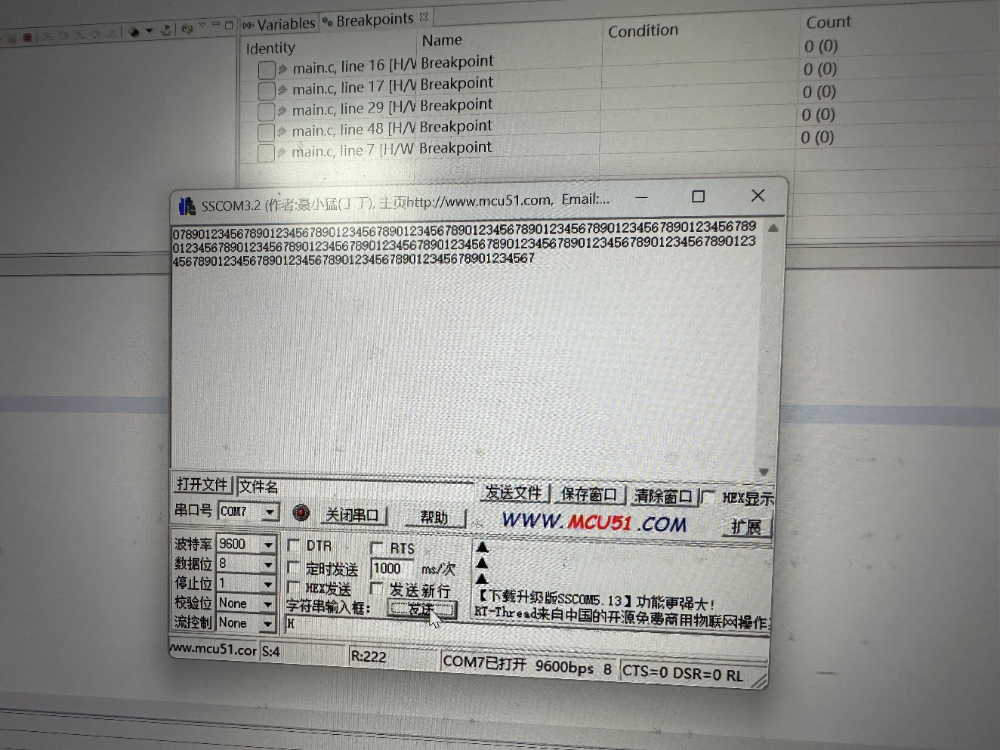 Variables
Breakpoints
Identity
Name
Condition
Count
main.c, line 16 [H/W
Breakpoint
0 (0)
main.c, line 17 [H/W
Breakpoint
0 (0)
main.c, line 29 [H/W
Breakpoint
0 (0)
main.c, line 48 [H/W
Breakpoint
0 (0)
main.c, line 7 [H/W
Breakpoint
0 (0)
SSCOM3.2 (作者:聂小猛(丁丁), 主页http://www.mcu51.com, Email:...
打开文件
文件名
发送文件
保存窗口
清除窗口
HEX显示
串口号
COM7
关闭串口
帮助
WWW.MCU51.COM
扩展
波特率
9600
DTR
RTS
数据位
8
定时发送
1000
ms/次
停止位
1
HEX发送
发送新行
校验位
None
字符串输入框:
发送
流控制
None
H
▲
▲
▲
【下载升级版SSCOM5.13】功能更强大!
RT-Thread来自中国的开源免费商用物联网操作
ww.mcu51.cor
S:4
R:222
COM7已打开 9600bps 8
CTS=0 DSR=0 RL